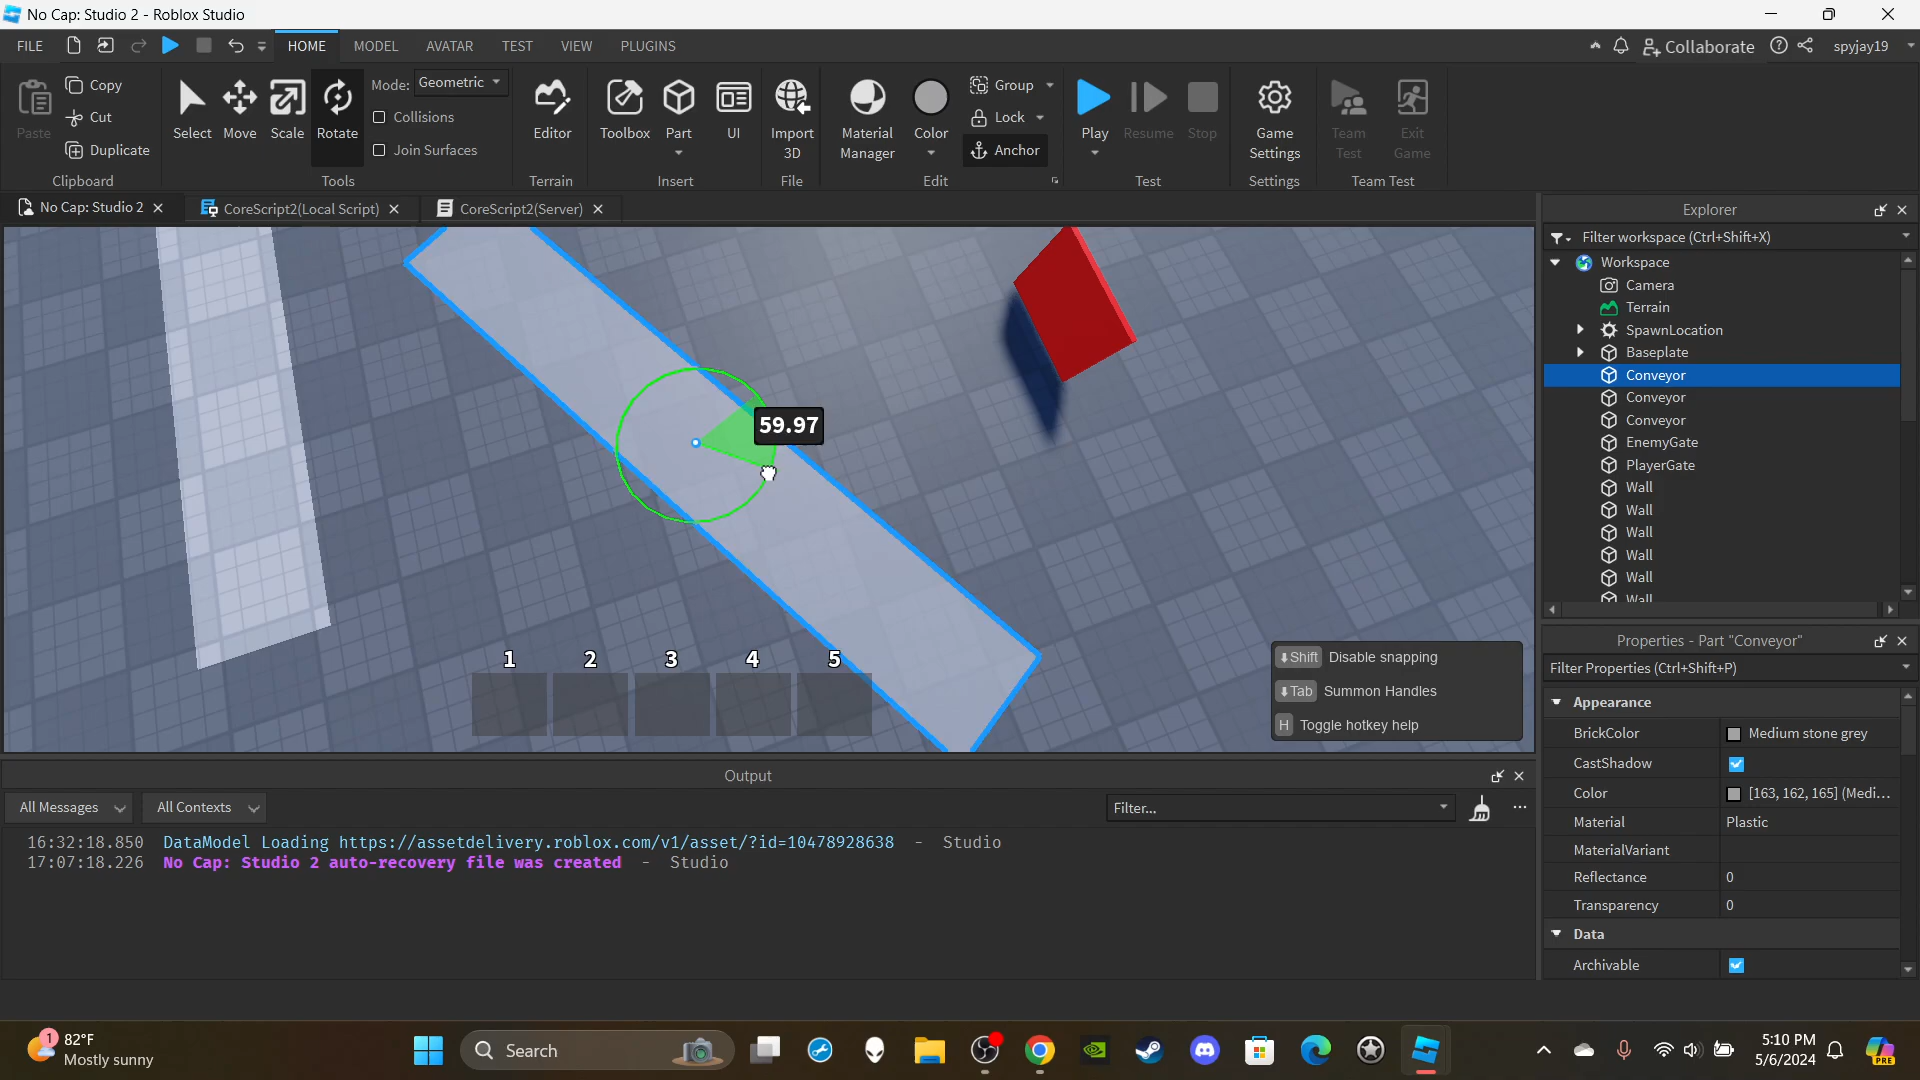 No Cap: Studio 2 - Roblox Studio
FILE HOME MODEL AVATAR TEST VIEW PLUGINS Collaborate spyjay19
Paste Copy Cut Duplicate Clipboard
Select Move Scale Rotate Mode: Geometric Collisions Join Surfaces Tools
Editor Terrain
Toolbox Part UI Insert
Import 3D File
Material Manager Color Group Lock Anchor Edit
Play Resume Stop Test
Game Settings Settings
Team Test Exit Game Team Test
No Cap: Studio 2 CoreScript2(Local Script) CoreScript2(Server)
59.97
1 2 3 4 5
Shift Disable snapping
Tab Summon Handles
H Toggle hotkey help
Explorer
Filter workspace (Ctrl+Shift+X)
Workspace
Camera
Terrain
SpawnLocation
Baseplate
Conveyor
Conveyor
Conveyor
EnemyGate
PlayerGate
Wall
Wall
Wall
Wall
Wall
Wall
Properties - Part "Conveyor"
Filter Properties (Ctrl+Shift+P)
Appearance
BrickColor Medium stone grey
CastShadow
Color [163, 162, 165] (Medi...
Material Plastic
MaterialVariant
Reflectance 0
Transparency 0
Data
Archivable
Output
All Messages All Contexts Filter...
16:32:18.850 DataModel Loading https://assetdelivery.roblox.com/v1/asset/?id=10478928638 - Studio
17:07:18.226 No Cap: Studio 2 auto-recovery file was created - Studio
1
82°F
Mostly sunny
Search
5:10 PM
5/6/2024
PRE